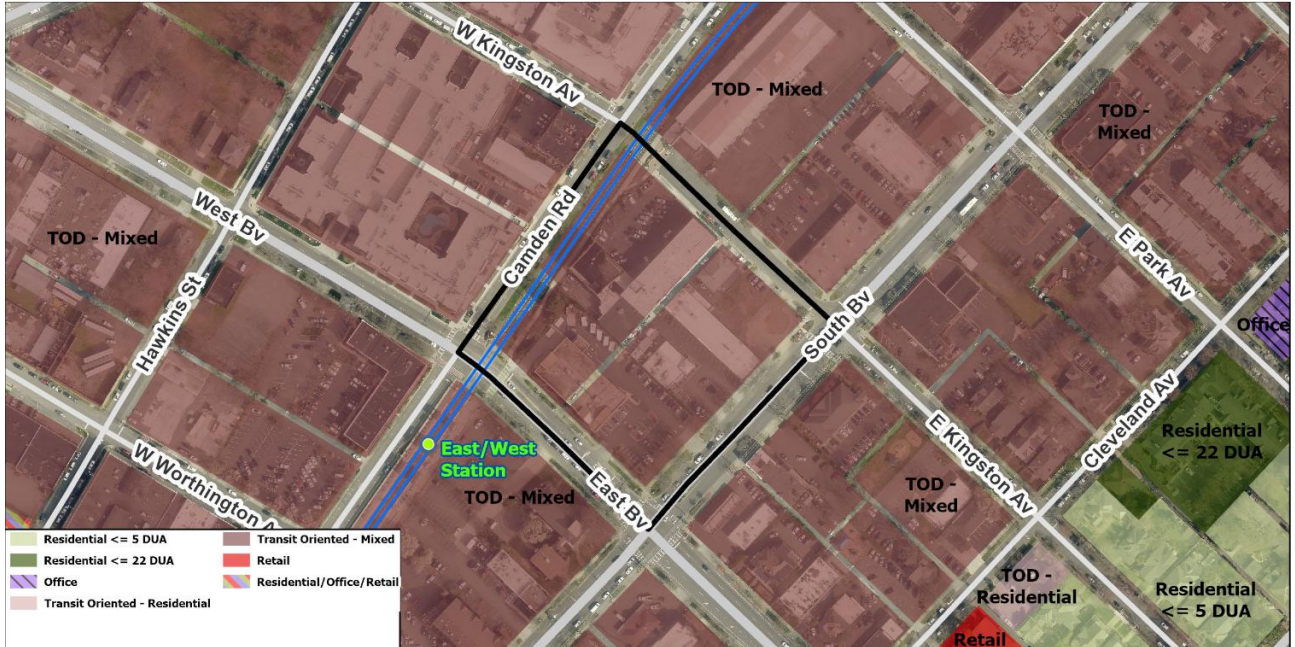 W Kingston Av
TOD - Mixed
TOD -
Mixed
West Bv
Camden Rd
TOD - Mixed
Hawkins St
E Park Av
South Bv
Office
Cleveland Av
East/West
Station
Residential
<= 22 DUA
E Kingston Av
TOD - Mixed
TOD -
Mixed
East Bv
W Worthington A
TOD -
Residential
Residential
<= 5 DUA
Retail
Residential <= 5 DUA
Residential <= 22 DUA
Office
Transit Oriented - Residential
Transit Oriented - Mixed
Retail
Residential/Office/Retail